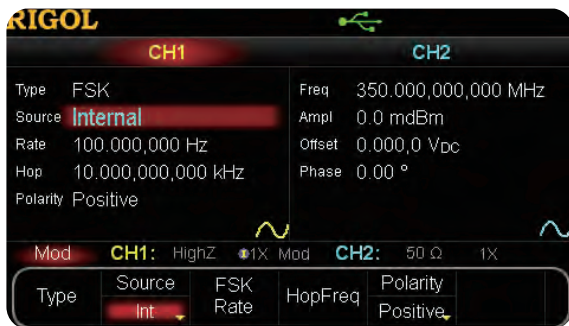 RIGOL
CH1
CH2
Type FSK
Source Internal
Rate 100.000,000 Hz
Hop 10.000,000,000 kHz
Polarity Positive
Freq 350.000,000,000 MHz
Ampl 0.0 mdBm
Offset 0.000,0 VDC
Phase 0.00 °
Mod CH1: HighZ 1X Mod CH2: 50 Ω 1X
Type
Source
Int
FSK
Rate
HopFreq
Polarity
Positive